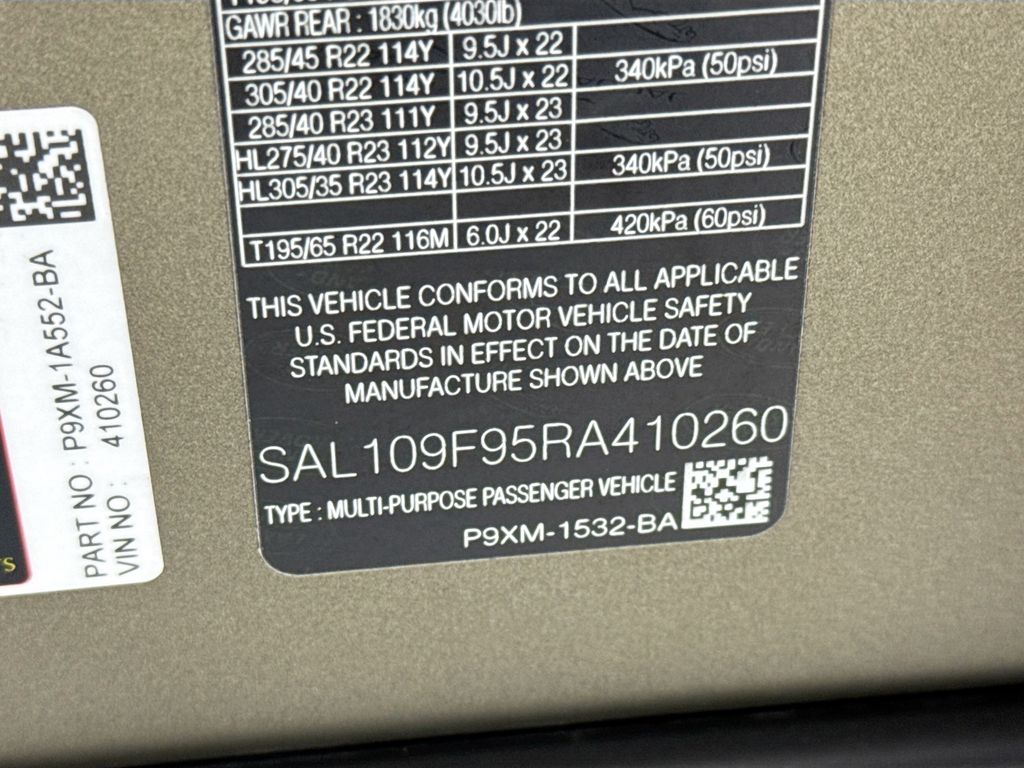 GAWR REAR : 1830kg (4030lb)
285/45 R22 114Y 9.5J x 22
305/40 R22 114Y 10.5J x 22 340kPa (50psi)
285/40 R23 111Y 9.5J x 23
HL275/40 R23 112Y 9.5J x 23
HL305/35 R23 114Y 10.5J x 23 340kPa (50psi)
T195/65 R22 116M 6.0J x 22 420kPa (60psi)
THIS VEHICLE CONFORMS TO ALL APPLICABLE
U.S. FEDERAL MOTOR VEHICLE SAFETY
STANDARDS IN EFFECT ON THE DATE OF
MANUFACTURE SHOWN ABOVE
SAL109F95RA410260
TYPE : MULTI-PURPOSE PASSENGER VEHICLE
P9XM-1532-BA
PART NO : P9XM-1A552-BA
VIN NO : 410260